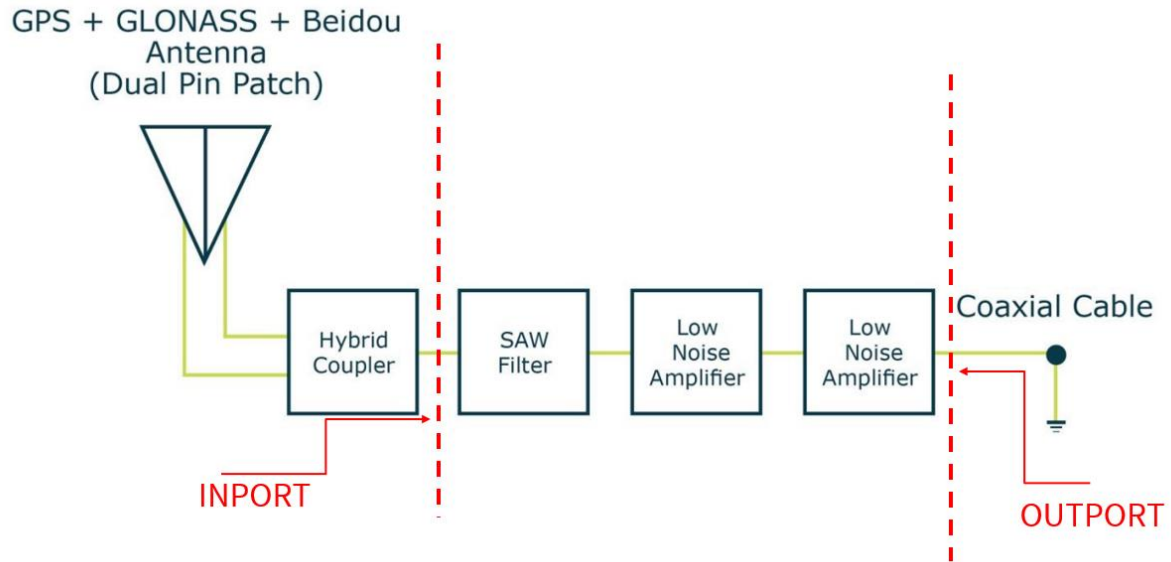 GPS + GLONASS + Beidou
Antenna
(Dual Pin Patch)
Hybrid
Coupler
SAW
Filter
Low
Noise
Amplifier
Low
Noise
Amplifier
Coaxial Cable
INPORT
OUTPORT